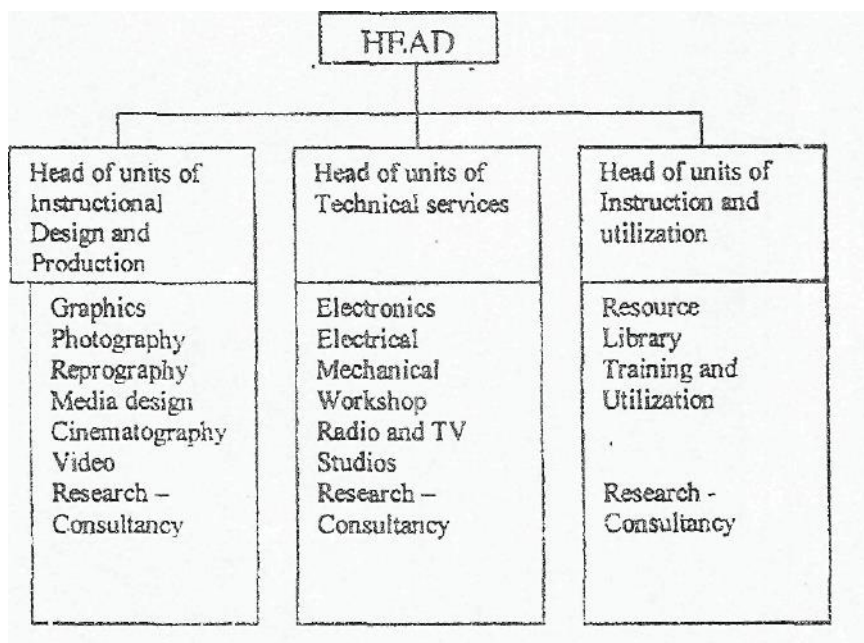 HEAD
Head of units of
Instructional
Design and
Production
Graphics
Photography
Reprography
Media design
Cinematography
Video
Research –
Consultancy
Head of units of
Technical services
Electronics
Electrical
Mechanical
Workshop
Radio and TV
Studios
Research –
Consultancy
Head of units of
Instruction and
utilization
Resource
Library
Training and
Utilization
Research -
Consultancy